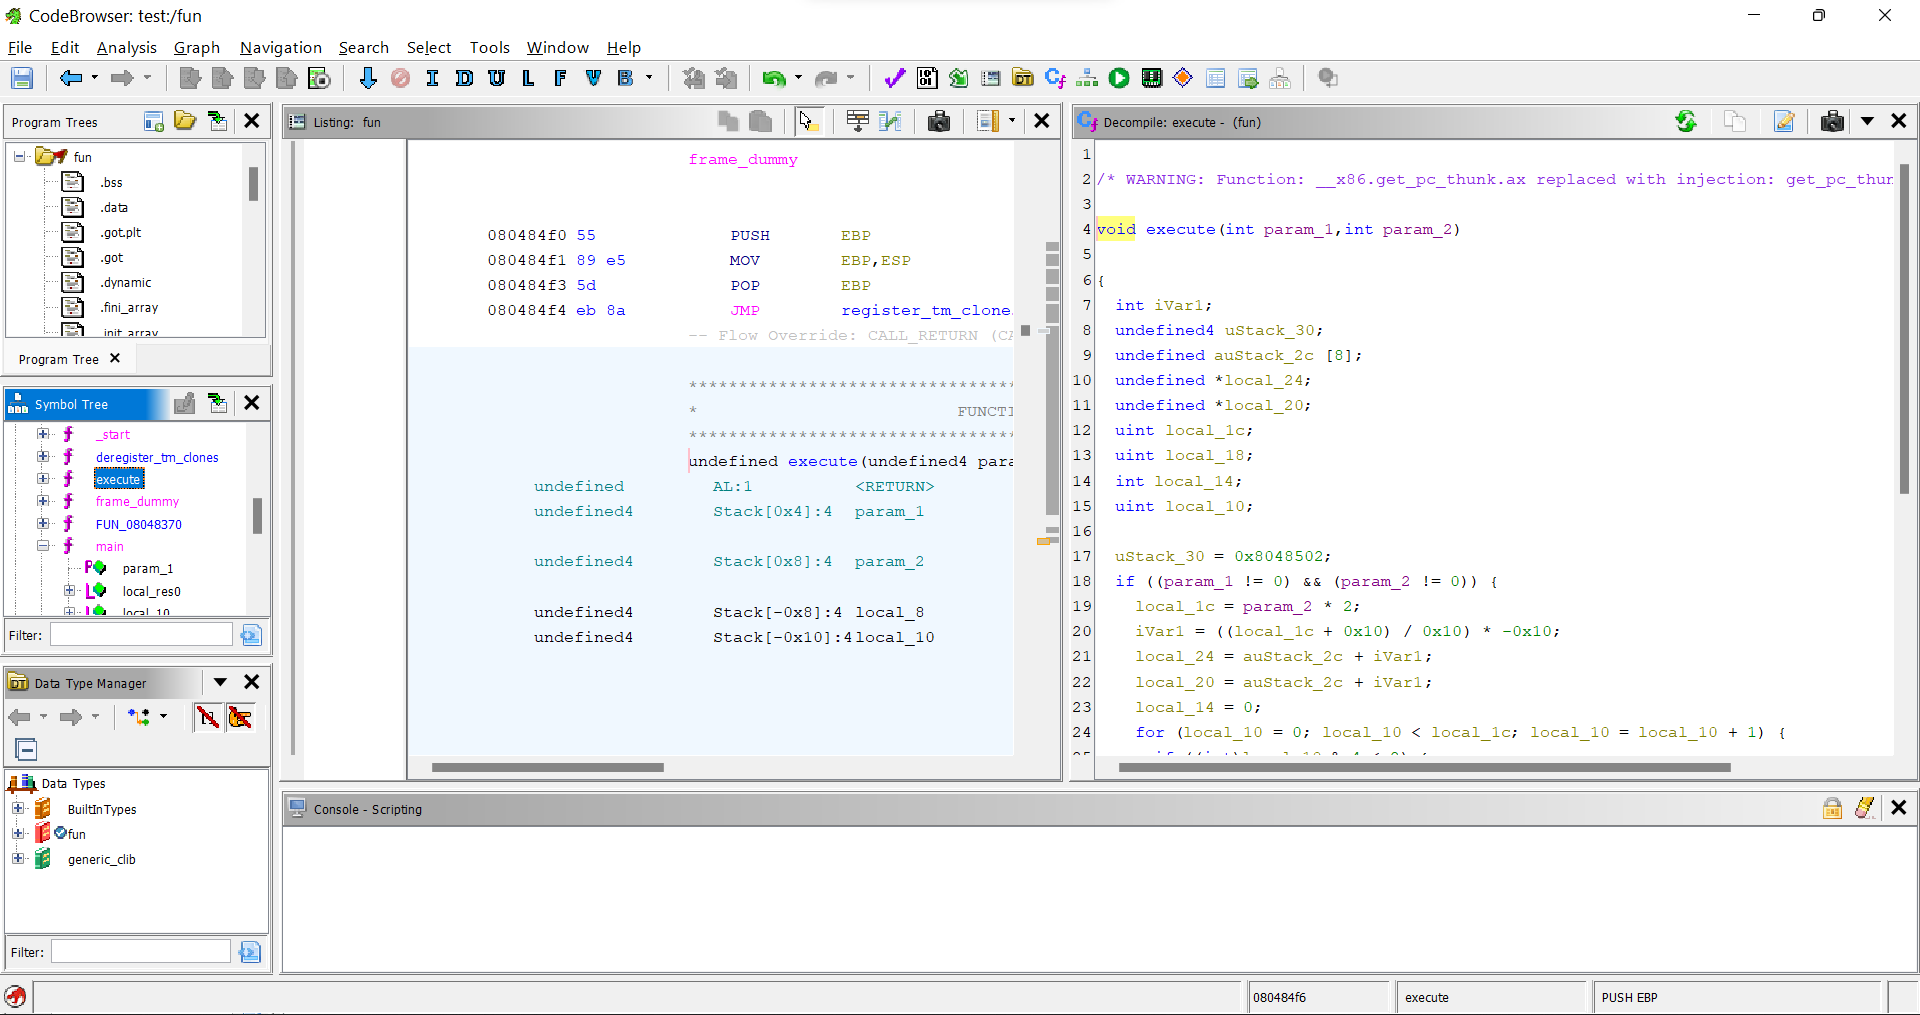 CodeBrowser: test:/fun
File Edit Analysis Graph Navigation Search Select Tools Window Help
I D U L F V B
Program Trees
fun
.bss
.data
.got.plt
.got
.dynamic
.fini_array
.init_array
Program Tree
Symbol Tree
_start
deregister_tm_clones
execute
frame_dummy
FUN_08048370
main
param_1
local_res0
local_10
Filter:
Data Type Manager
Data Types
BuiltInTypes
fun
generic_clib
Filter:
Listing: fun
frame_dummy
080484f0 55 PUSH EBP
080484f1 89 e5 MOV EBP,ESP
080484f3 5d POP EBP
080484f4 eb 8a JMP register_tm_clone
-- Flow Override: CALL_RETURN (CA
*********************************
* FUNCTI
*********************************
undefined execute(undefined4 para
undefined AL:1 <RETURN>
undefined4 Stack[0x4]:4 param_1
undefined4 Stack[0x8]:4 param_2
undefined4 Stack[-0x8]:4 local_8
undefined4 Stack[-0x10]:4 local_10
Decompile: execute - (fun)
1
2 /* WARNING: Function: __x86.get_pc_thunk.ax replaced with injection: get_pc_thun
3
4 void execute(int param_1,int param_2)
5
6 {
7 int iVar1;
8 undefined4 uStack_30;
9 undefined auStack_2c [8];
10 undefined *local_24;
11 undefined *local_20;
12 uint local_1c;
13 uint local_18;
14 int local_14;
15 uint local_10;
16
17 uStack_30 = 0x8048502;
18 if ((param_1 != 0) && (param_2 != 0)) {
19 local_1c = param_2 * 2;
20 iVar1 = ((local_1c + 0x10) / 0x10) * -0x10;
21 local_24 = auStack_2c + iVar1;
22 local_20 = auStack_2c + iVar1;
23 local_14 = 0;
24 for (local_10 = 0; local_10 < local_1c; local_10 = local_10 + 1) {
Console - Scripting
080484f6 execute PUSH EBP